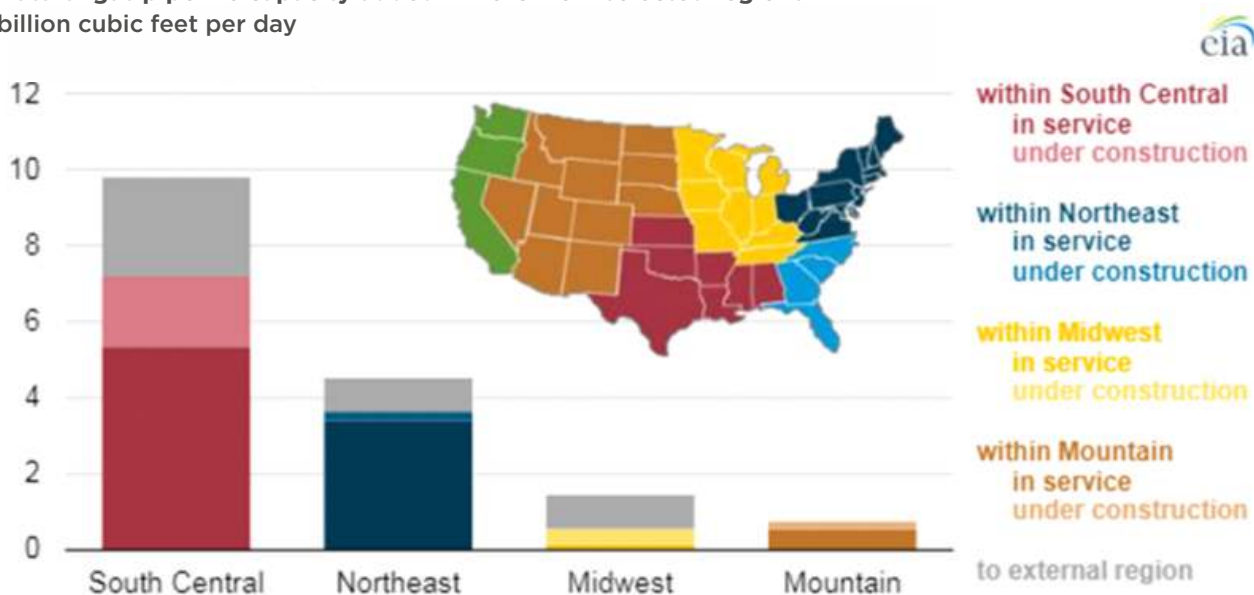 billion cubic feet per day
eia
12
10
8
6
4
2
0
South Central
Northeast
Midwest
Mountain
within South Central
in service
under construction
within Northeast
in service
under construction
within Midwest
in service
under construction
within Mountain
in service
under construction
to external region